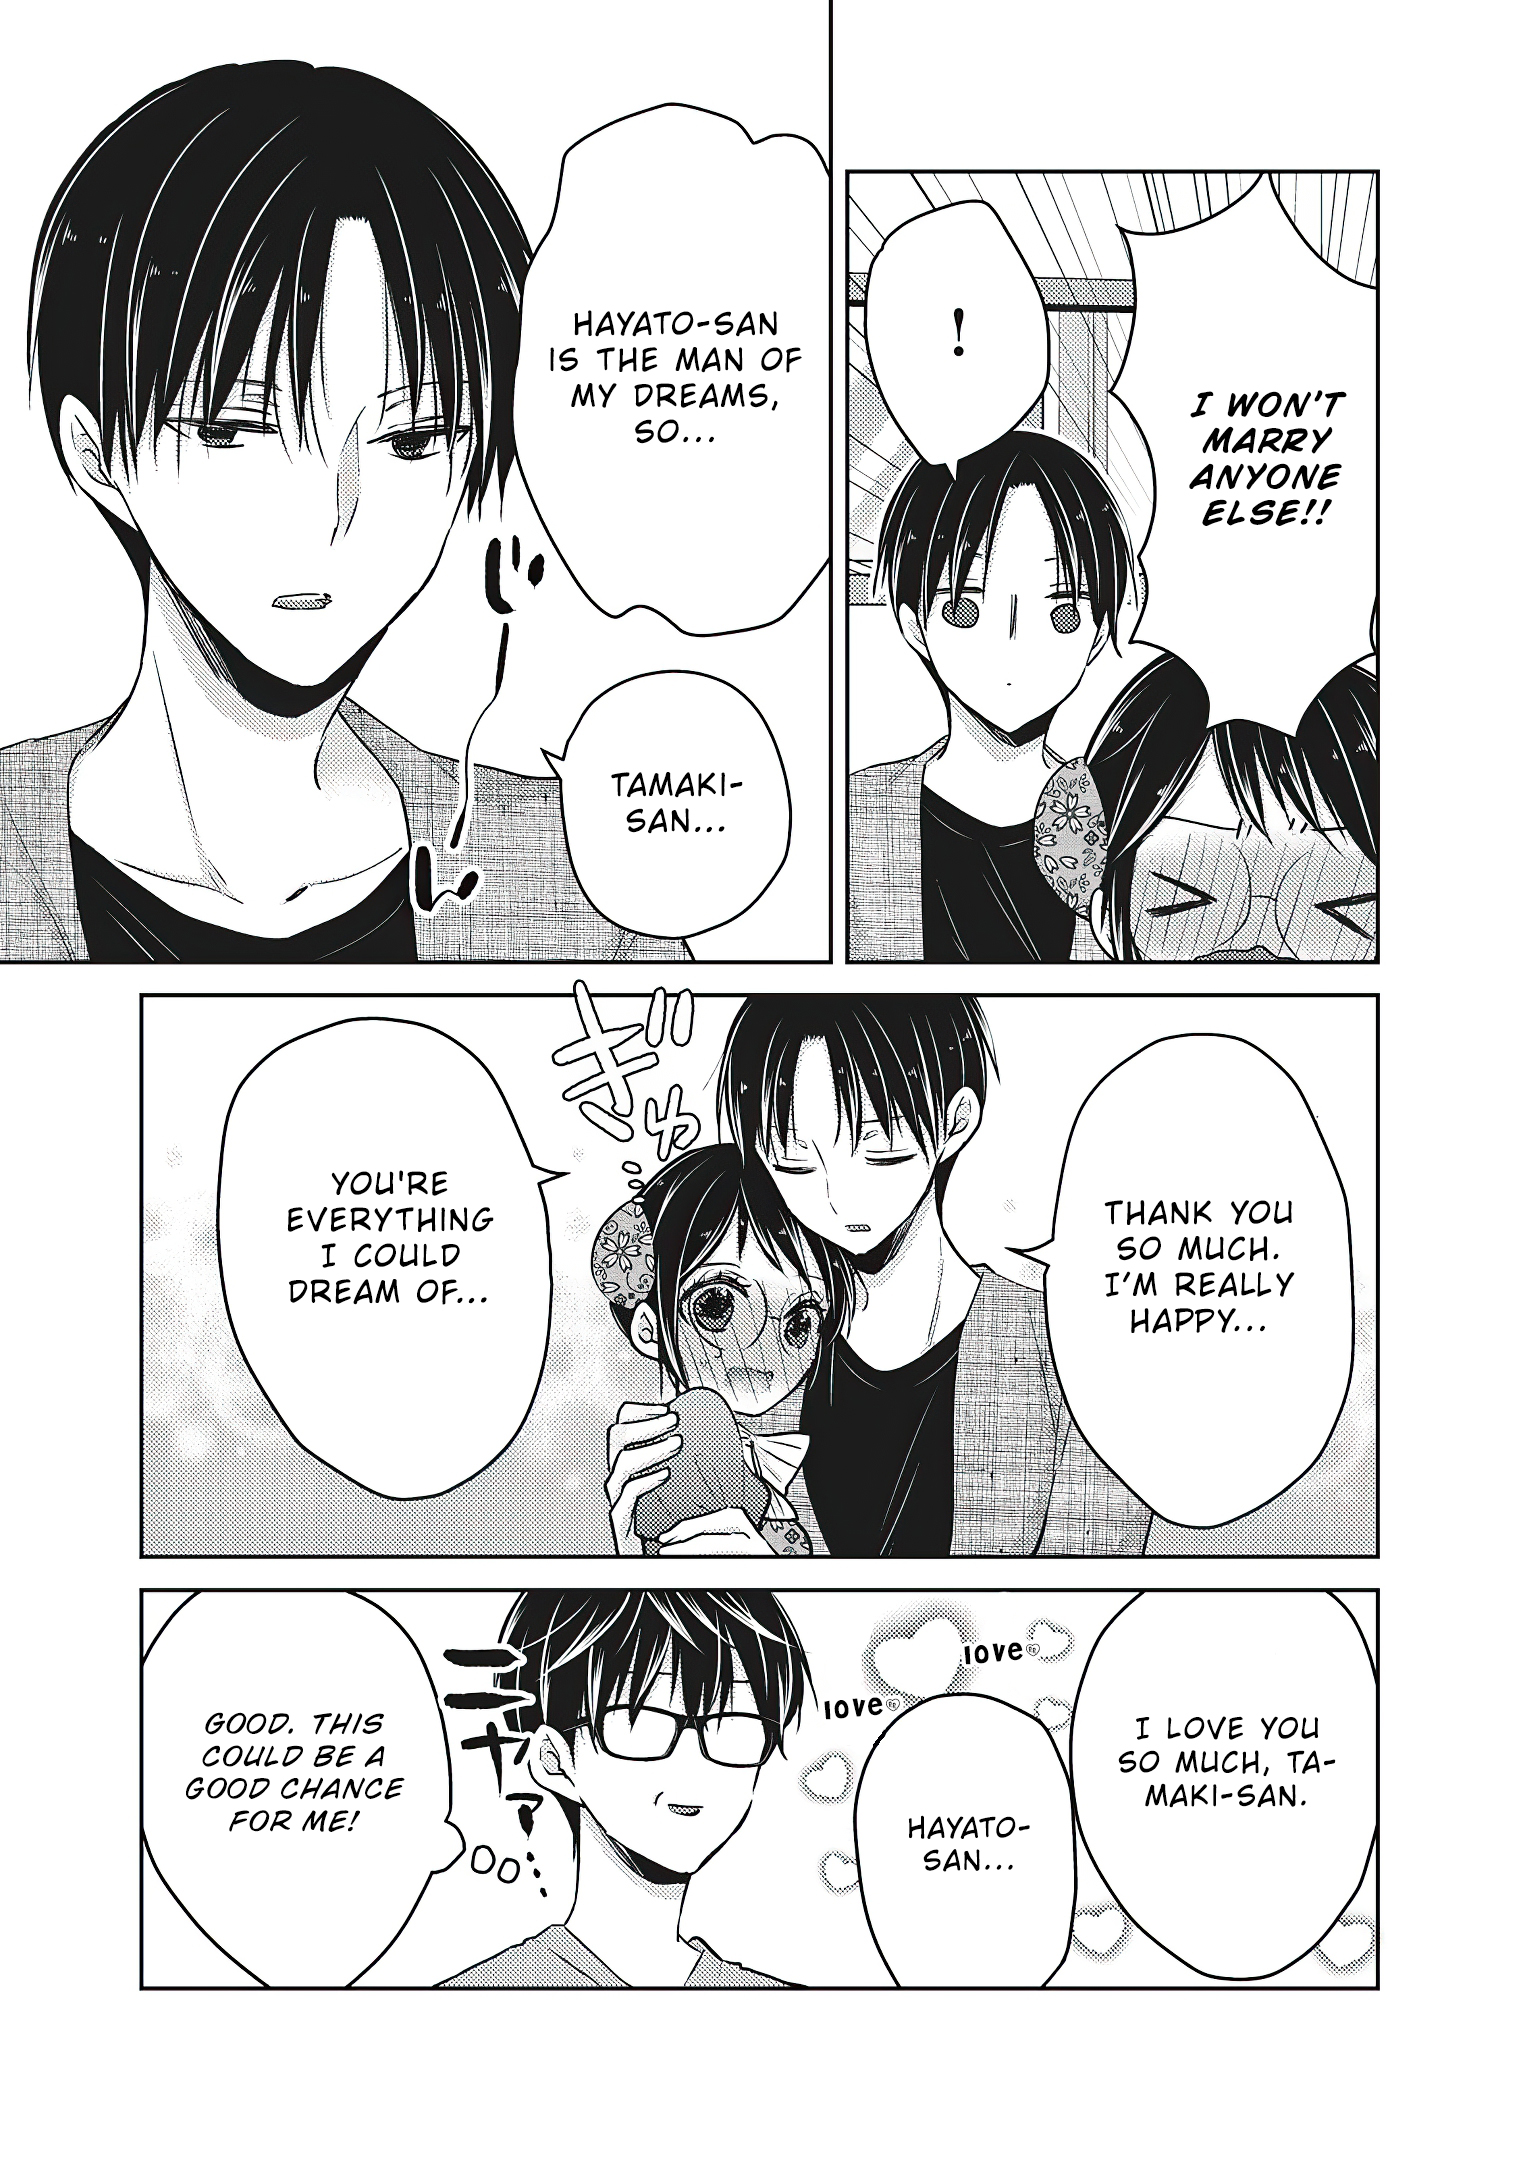 I WON'T
MARRY
ANYONE
ELSE!!
!
HAYATO-SAN
IS THE MAN OF
MY DREAMS,
SO...
じーん
TAMAKI-
SAN...
THANK YOU
SO MUCH.
I'M REALLY
HAPPY...
ぎゅ
YOU'RE
EVERYTHING
I COULD
DREAM OF...
I LOVE YOU
SO MUCH, TA-
MAKI-SAN.
love
love
HAYATO-
SAN...
ニヤァ
GOOD. THIS
COULD BE A
GOOD CHANCE
FOR ME!